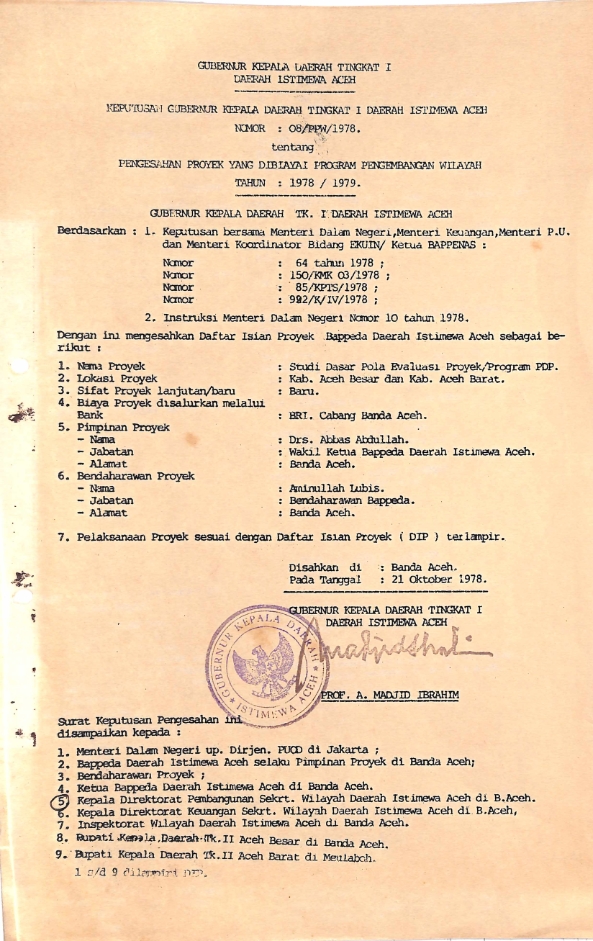 GUBERNUR KEPALA DAERAH TINGKAT I
DAERAH ISTIMEWA ACEH
KEPUTUSAN GUBERNUR KEPALA DAERAH TINGKAT I DAERAH ISTIMEWA ACEH
NOMOR : 08/PPW/1978.
tentang
PENGESAHAN PROYEK YANG DIBIAYAI PROGRAM PENGEMBANGAN WILAYAH
TAHUN : 1978 / 1979.
GUBERNUR KEPALA DAERAH TK. I DAERAH ISTIMEWA ACEH
Berdasarkan : 1. Keputusan bersama Menteri Dalam Negeri,Menteri Keuangan,Menteri P.U.
dan Menteri Koordinator Bidang EKUIN/ Ketua BAPPENAS :
Nomor : 64 tahun 1978 ;
Nomor : 150/KMK 03/1978 ;
Nomor : 85/KPTS/1978 ;
Nomor : 992/K/IV/1978 ;
2. Instruksi Menteri Dalam Negeri Nomor 10 tahun 1978.
Dengan ini mengesahkan Daftar Isian Proyek Bappeda Daerah Istimewa Aceh sebagai be-
rikut :
1. Nama Proyek : Studi Dasar Pola Evaluasi Proyek/Program PDP.
2. Lokasi Proyek : Kab. Aceh Besar dan Kab. Aceh Barat.
3. Sifat Proyek lanjutan/baru : Baru.
4. Biaya Proyek disalurkan melalui
Bank : BRI. Cabang Banda Aceh.
5. Pimpinan Proyek
- Nama : Drs. Abbas Abdullah.
- Jabatan : Wakil Ketua Bappeda Daerah Istimewa Aceh.
- Alamat : Banda Aceh.
6. Bendaharawan Proyek
- Nama : Aminullah Lubis.
- Jabatan : Bendaharawan Bappeda.
- Alamat : Banda Aceh.
7. Pelaksanaan Proyek sesuai dengan Daftar Isian Proyek ( DIP ) terlampir.
Disahkan di : Banda Aceh.
Pada Tanggal : 21 Oktober 1978.
GUBERNUR KEPALA DAERAH TINGKAT I
DAERAH ISTIMEWA ACEH
GUBERNUR KEPALA DAERAH
ISTIMEWA ACEH
PROF. A. MADJID IBRAHIM
Surat Keputusan Pengesahan ini
disampaikan kepada :
1. Menteri Dalam Negeri up. Dirjen. PUOD di Jakarta ;
2. Bappeda Daerah Istimewa Aceh selaku Pimpinan Proyek di Banda Aceh;
3. Bendaharawan Proyek ;
4. Ketua Bappeda Daerah Istimewa Aceh di Banda Aceh.
5. Kepala Direktorat Pembangunan Sekrt. Wilayah Daerah Istimewa Aceh di B.Aceh.
6. Kepala Direktorat Keuangan Sekrt. Wilayah Daerah Istimewa Aceh di B.Aceh,
7. Inspektorat Wilayah Daerah Istimewa Aceh di Banda Aceh.
8. Bupati Kepala Daerah Tk.II Aceh Besar di Banda Aceh.
9. Bupati Kepala Daerah Tk.II Aceh Barat di Meulaboh.
1 s/d 9 dilampiri DIP.